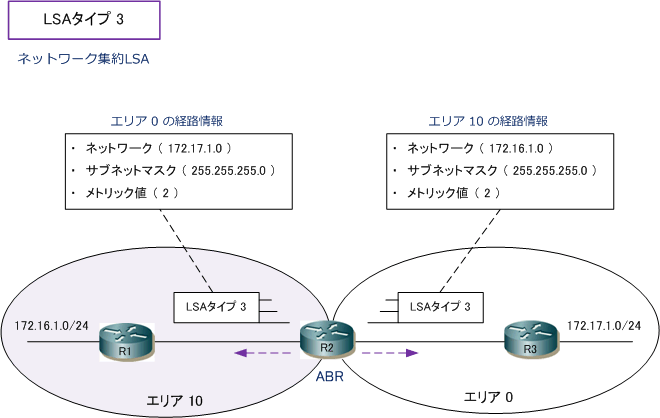 LSAタイプ 3
ネットワーク集約LSA
エリア 0 の経路情報
・ ネットワーク（ 172.17.1.0）
・ サブネットマスク（ 255.255.255.0 ）
・ メトリック値（ 2 ）
エリア 10 の経路情報
・ ネットワーク（ 172.16.1.0）
・ サブネットマスク（ 255.255.255.0 ）
・ メトリック値（ 2 ）
LSAタイプ 3
LSAタイプ 3
172.16.1.0/24
172.17.1.0/24
R1
R2
R3
ABR
エリア 10
エリア 0